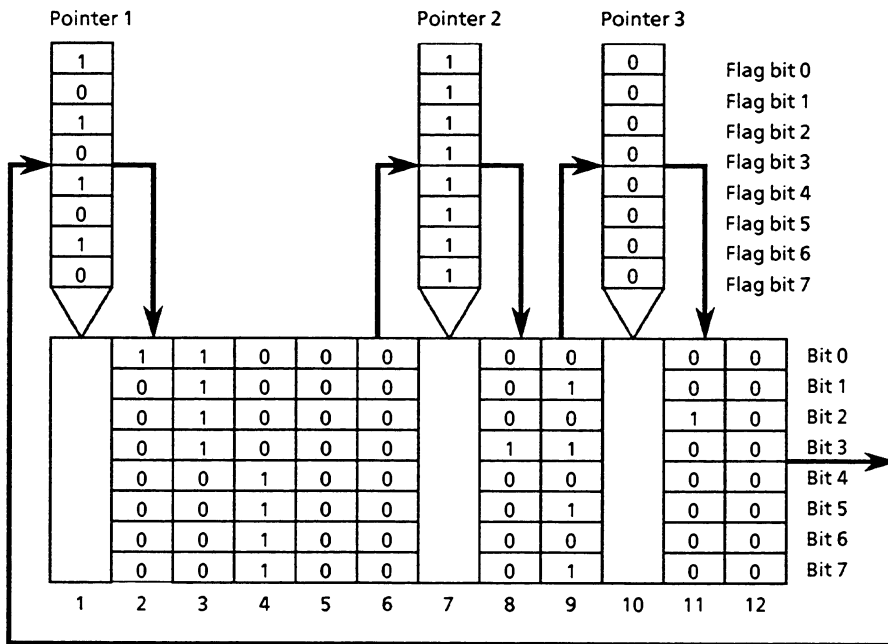 Pointer 1 Pointer 2 Pointer 3
1 1 0 Flag bit 0
0 1 0 Flag bit 1
1 1 0 Flag bit 2
0 1 0 Flag bit 3
1 1 0 Flag bit 4
0 1 0 Flag bit 5
1 1 0 Flag bit 6
0 1 0 Flag bit 7
1 1 0 0 0 0 0 0 0 Bit 0
0 1 0 0 0 0 1 0 0 Bit 1
0 1 0 0 0 0 0 1 0 Bit 2
0 1 0 0 0 1 1 0 0 Bit 3
0 0 1 0 0 0 0 0 0 Bit 4
0 0 1 0 0 0 1 0 0 Bit 5
0 0 1 0 0 0 0 0 0 Bit 6
0 0 1 0 0 0 1 0 0 Bit 7
1 2 3 4 5 6 7 8 9 10 11 12